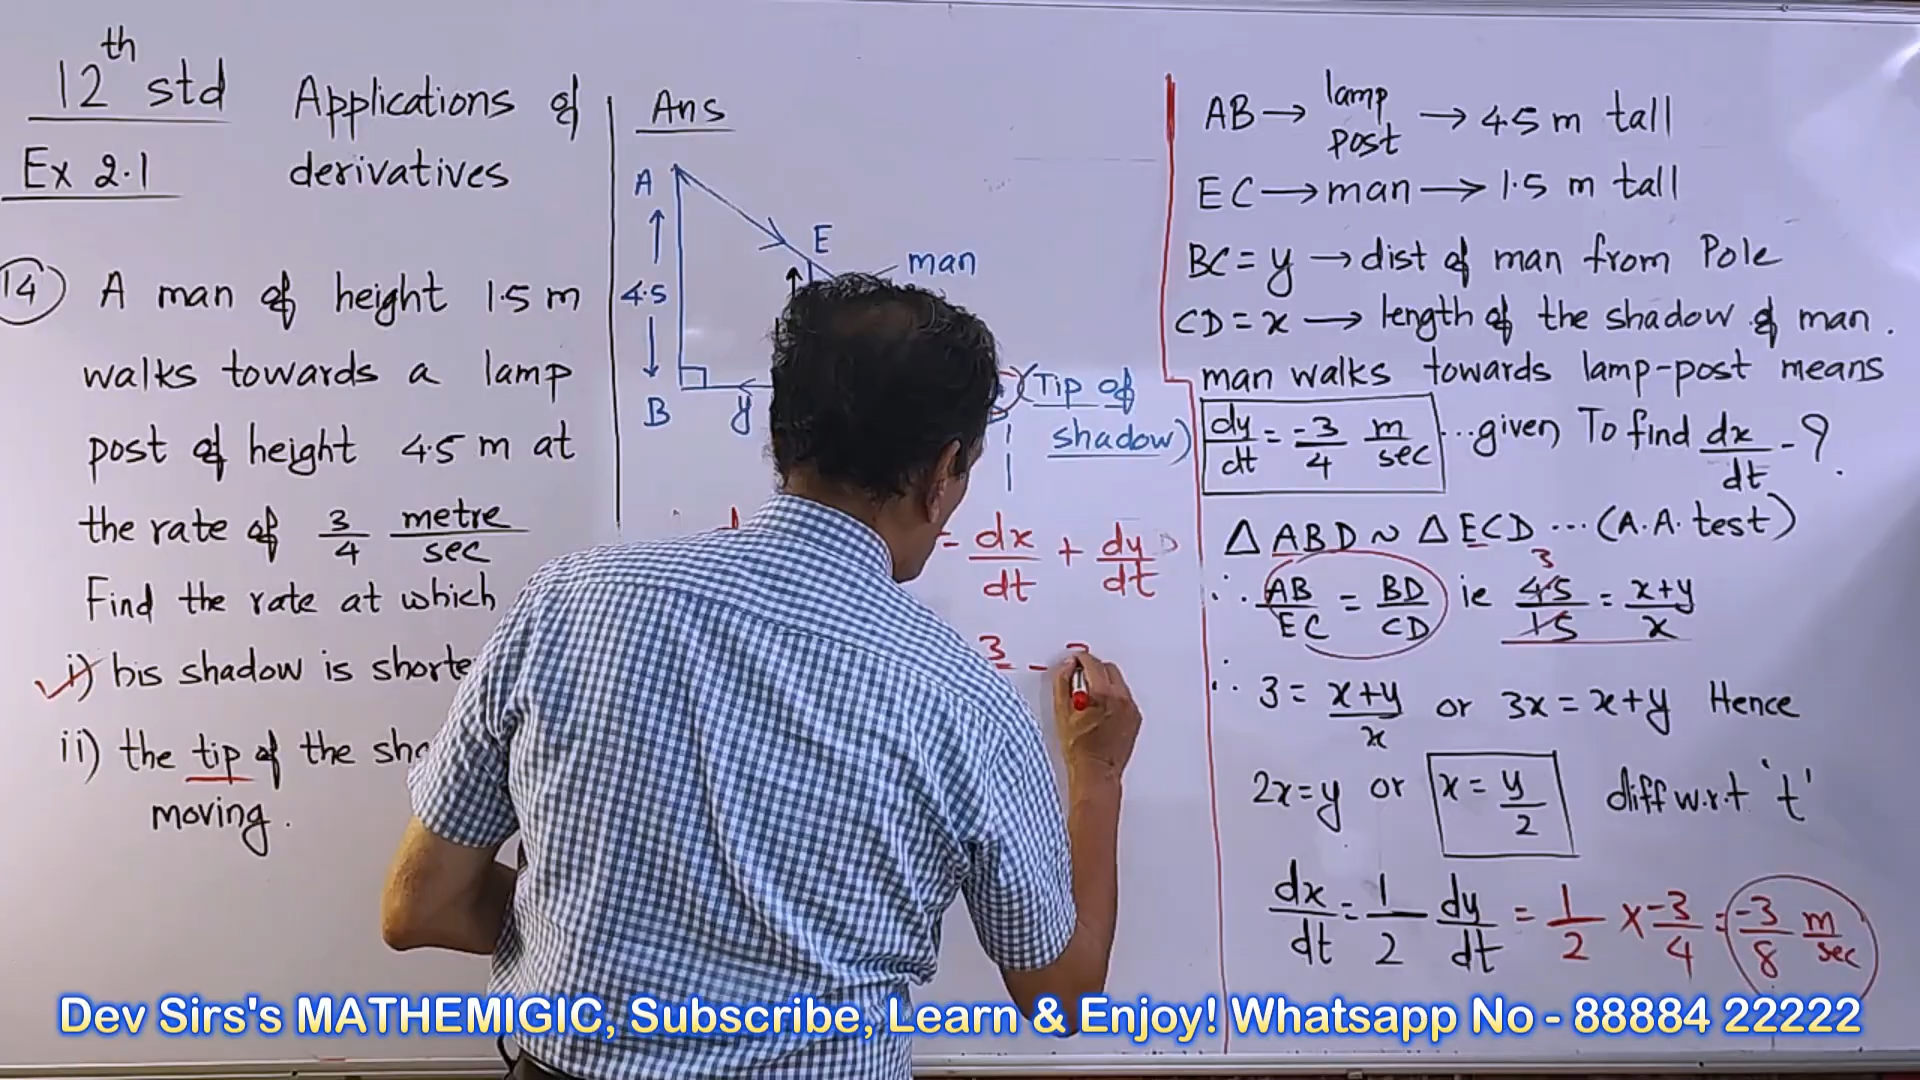 12th std
Applications of
derivatives
Ex 2.1
14 A man of height 1.5 m
walks towards a lamp
post of height 4.5 m at
the rate of 3/4 metre/sec
Find the rate at which
i) his shadow is
ii) the tip of the
moving.
Ans
A
E
man
4.5
B
y
(Tip of
shadow)
= dx/dt + dy/dt
3
AB → lamp post → 4.5 m tall
EC → man → 1.5 m tall
BC = y → dist of man from Pole
CD = x → length of the shadow of man.
man walks towards lamp-post means
dy/dt = -3/4 m/sec ...given To find dx/dt - ?
△ ABD ~ △ ECD ... (A.A. test)
∴ AB/EC = BD/CD ie 45/15 = x+y/x
3
∴ 3 = x+y/x or 3x = x+y Hence
2x=y or x = y/2 diff w.r.t 't'
dx/dt = 1/2 dy/dt = 1/2 x -3/4 = -3/8 m/sec
Dev Sirs's MATHEMIGIC, Subscribe, Learn & Enjoy! Whatsapp No - 88884 22222